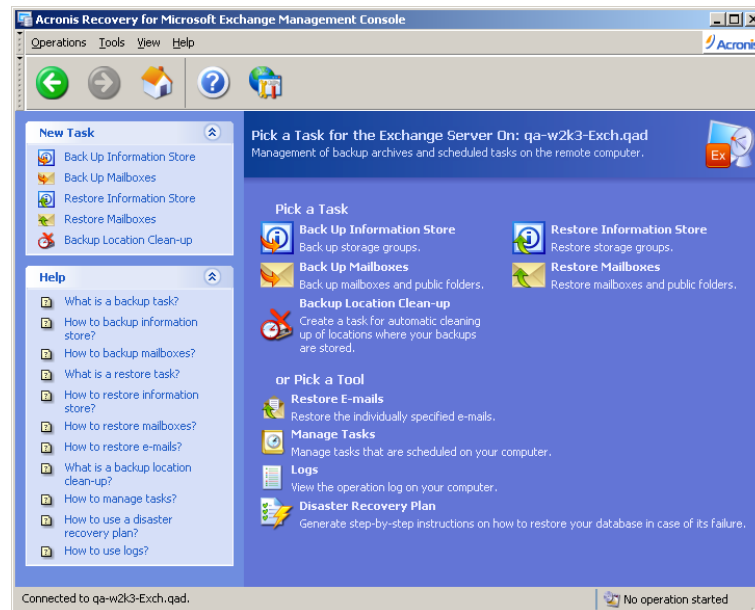 Acronis Recovery for Microsoft Exchange Management Console
Operations Tools View Help
Acronis
New Task
Back Up Information Store
Back Up Mailboxes
Restore Information Store
Restore Mailboxes
Backup Location Clean-up
Help
What is a backup task?
How to backup information
store?
How to backup mailboxes?
What is a restore task?
How to restore information
store?
How to restore mailboxes?
How to restore e-mails?
What is a backup location
clean-up?
How to manage tasks?
How to use a disaster
recovery plan?
How to use logs?
Pick a Task for the Exchange Server On: qa-w2k3-Exch.qad
Management of backup archives and scheduled tasks on the remote computer.
Ex
Pick a Task
Back Up Information Store
Back up storage groups.
Restore Information Store
Restore storage groups.
Back Up Mailboxes
Back up mailboxes and public folders.
Restore Mailboxes
Restore mailboxes and public folders.
Backup Location Clean-up
Create a task for automatic cleaning
up of locations where your backups
are stored.
or Pick a Tool
Restore E-mails
Restore the individually specified e-mails.
Manage Tasks
Manage tasks that are scheduled on your computer.
Logs
View the operation log on your computer.
Disaster Recovery Plan
Generate step-by-step instructions on how to restore your database in case of its failure.
Connected to qa-w2k3-Exch.qad.
No operation started